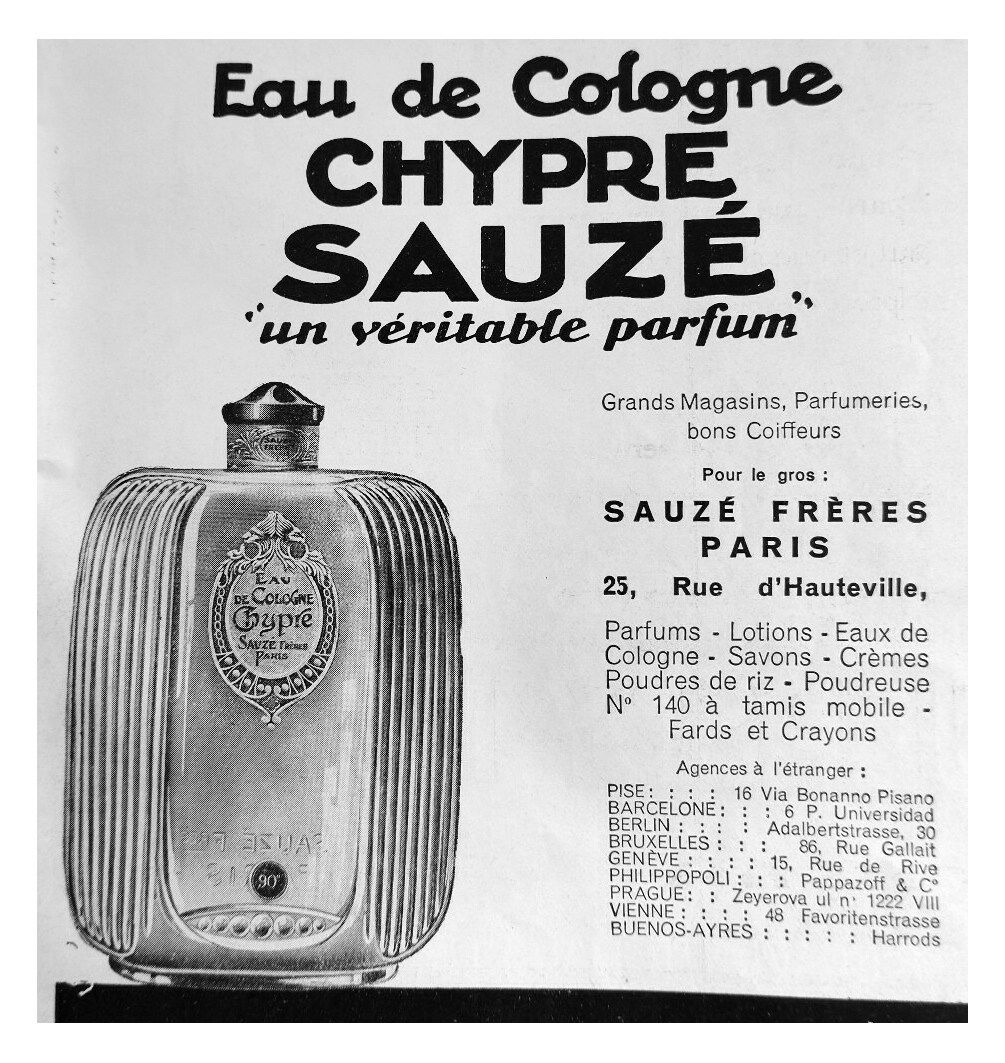 Eau de Cologne
CHYPRE
SAUZÉ
"un véritable parfum"
Grands Magasins, Parfumeries,
bons Coiffeurs
Pour le gros :
SAUZÉ FRÈRES
PARIS
25, Rue d'Hauteville,
Parfums - Lotions - Eaux de
Cologne - Savons - Crèmes
Poudres de riz - Poudreuse
Nº 140 à tamis mobile -
Fards et Crayons
Agences à l'étranger :
PISE : : : : 16 Via Bonanno Pisano
BARCELONE : : : 6 P. Universidad
BERLIN : : : : Adalbertstrasse, 30
BRUXELLES : : : 86, Rue Gallait
GENÈVE : : : : : 15, Rue de Rive
PHILIPPOPOLI : : : Pappazoff & Cº
PRAGUE : : Zeyerova ul n· 1222 VIII
VIENNE : : : : 48 Favoritenstrasse
BUENOS-AYRES : : : : : Harrods
SAUZÉ
EAU
DE COLOGNE
Chypre
SAUZE FRÈRES
PARIS
SAUZÉ FRS
90°